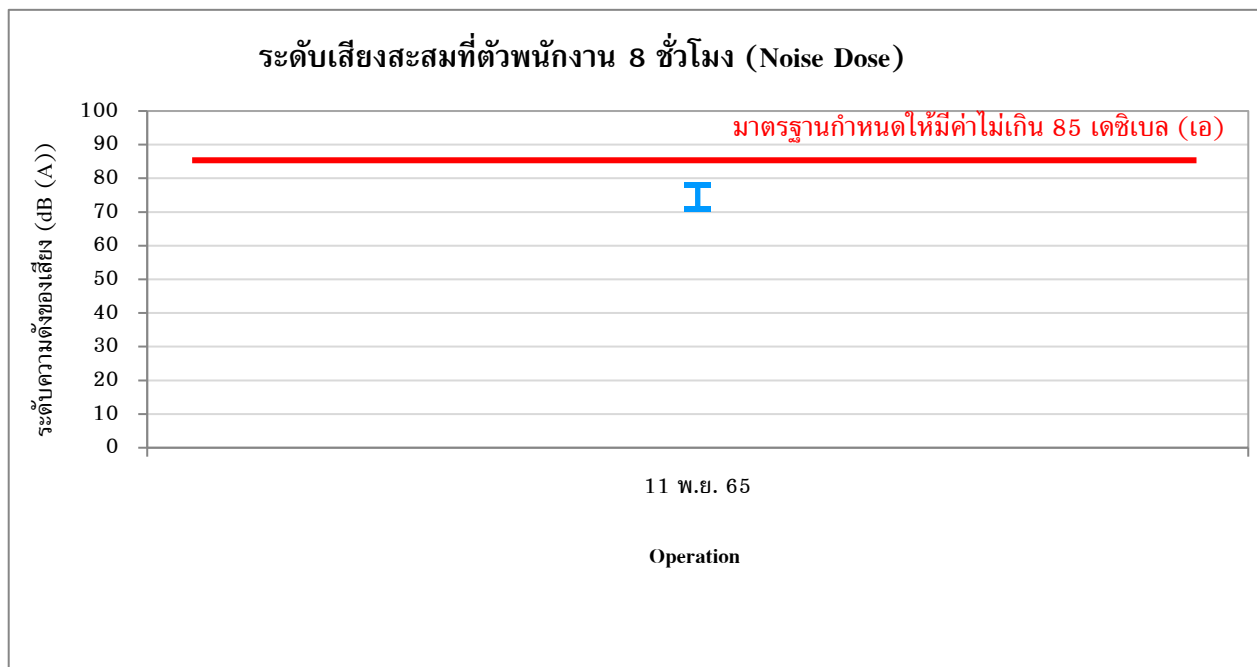 ระดับเสียงสะสมที่ตัวพนักงาน 8 ชั่วโมง (Noise Dose)
มาตรฐานกำหนดให้มีค่าไม่เกิน 85 เดซิเบล (เอ)
ระดับความดังของเสียง (dB (A))
100
90
80
70
60
50
40
30
20
10
0
11 พ.ย. 65
Operation